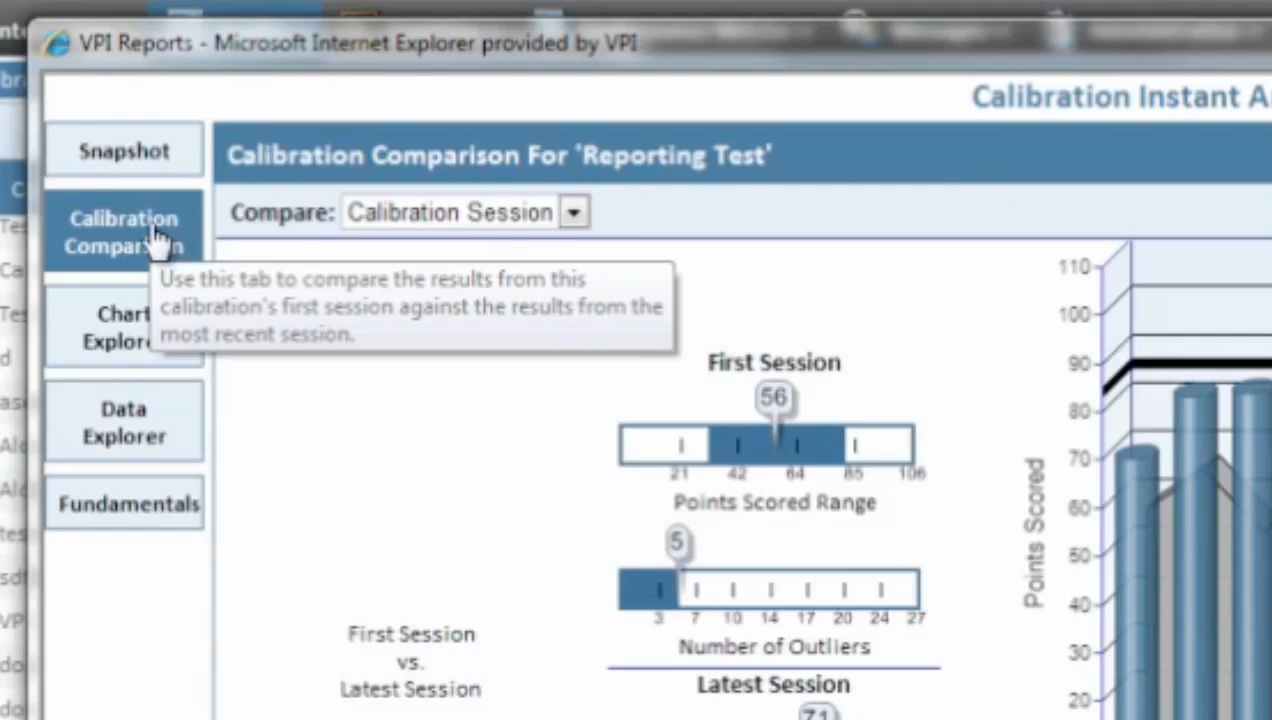 VPI Reports - Microsoft Internet Explorer provided by VPI
Calibration Instant A
Snapshot
Calibration Comparison For 'Reporting Test'
Calibration
Compare: Calibration Session
Use this tab to compare the results from this
calibration's first session against the results from the
most recent session.
Chart
Data
Explorer
Fundamentals
First Session
56
21 42 64 85 106
Points Scored Range
5
3 7 10 14 17 20 24 27
Number of Outliers
First Session
vs.
Latest Session
Latest Session
71
Points Scored
110
100
90
80
70
60
50
40
30
20